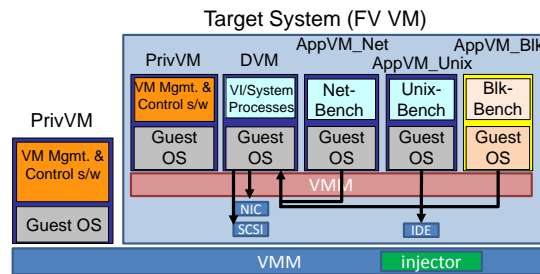 Target System (FV VM)
PrivVM
DVM
AppVM_Net
AppVM_Unix
AppVM_Blk
VM Mgmt. &
Control s/w
VI/System
Processes
Net-
Bench
Unix-
Bench
Blk-
Bench
Guest
OS
Guest
OS
Guest
OS
Guest
OS
Guest
OS
VMM
NIC
SCSI
IDE
PrivVM
VM Mgmt. &
Control s/w
Guest OS
VMM
injector